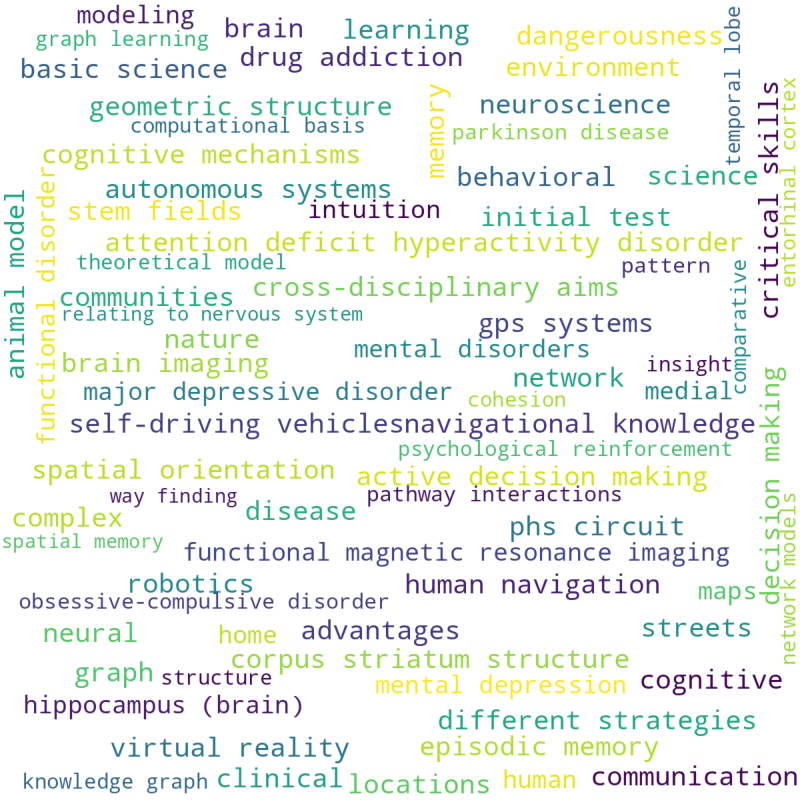 modeling
graph learning
brain
learning
dangerousness
temporal lobe
basic science
drug addiction
environment
geometric structure
memory
neuroscience
critical skills
entorhinal cortex
computational basis
parkinson disease
cognitive mechanisms
autonomous systems
behavioral
science
animal model
functional disorder
stem fields
intuition
initial test
attention deficit hyperactivity disorder
theoretical model
pattern
communities
cross-disciplinary aims
comparative
relating to nervous system
gps systems
nature
mental disorders
brain imaging
insight
network
medial
major depressive disorder
cohesion
decision making
self-driving vehicles
navigational knowledge
psychological reinforcement
spatial orientation
active decision making
way finding
pathway interactions
complex
disease
phs circuit
network models
spatial memory
functional magnetic resonance imaging
robotics
human navigation
maps
obsessive-compulsive disorder
neural
home
advantages
streets
corpus striatum structure
graph
structure
mental depression
cognitive
hippocampus (brain)
different strategies
virtual reality
episodic memory
knowledge graph
clinical
locations
human
communication